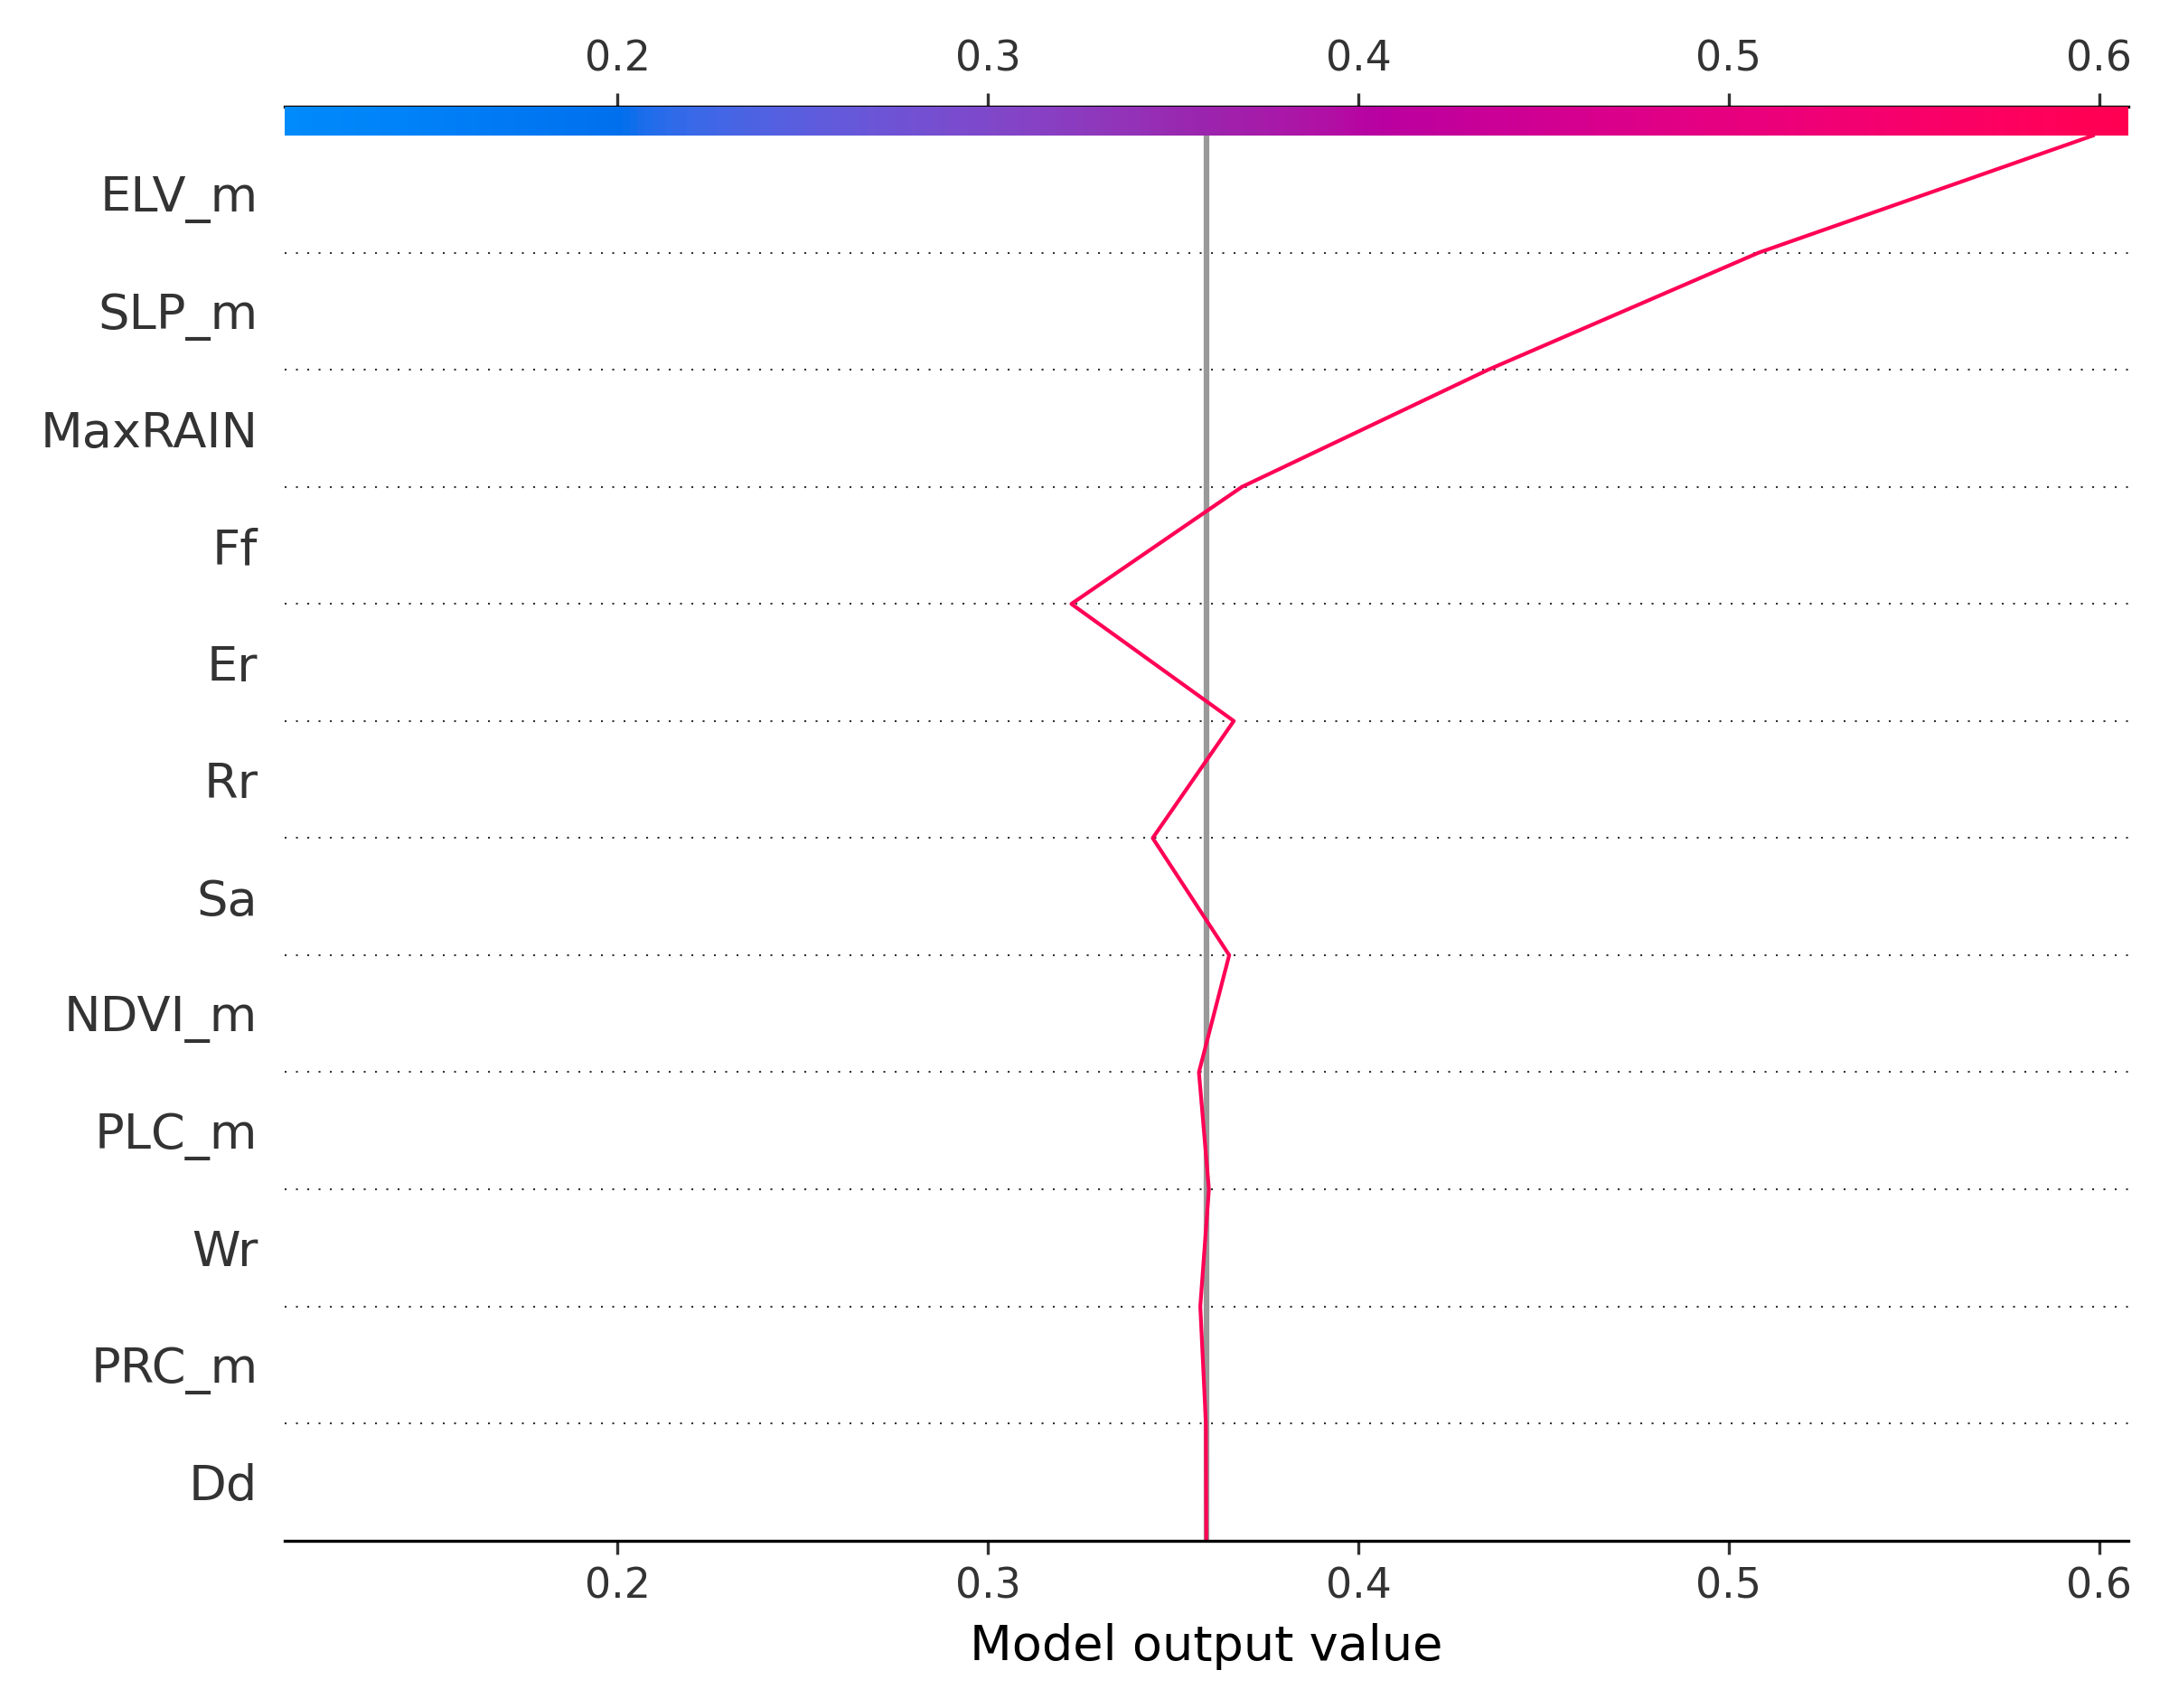 0.2 0.3 0.4 0.5 0.6
ELV_m
SLP_m
MaxRAIN
Ff
Er
Rr
Sa
NDVI_m
PLC_m
Wr
PRC_m
Dd
0.2 0.3 0.4 0.5 0.6
Model output value